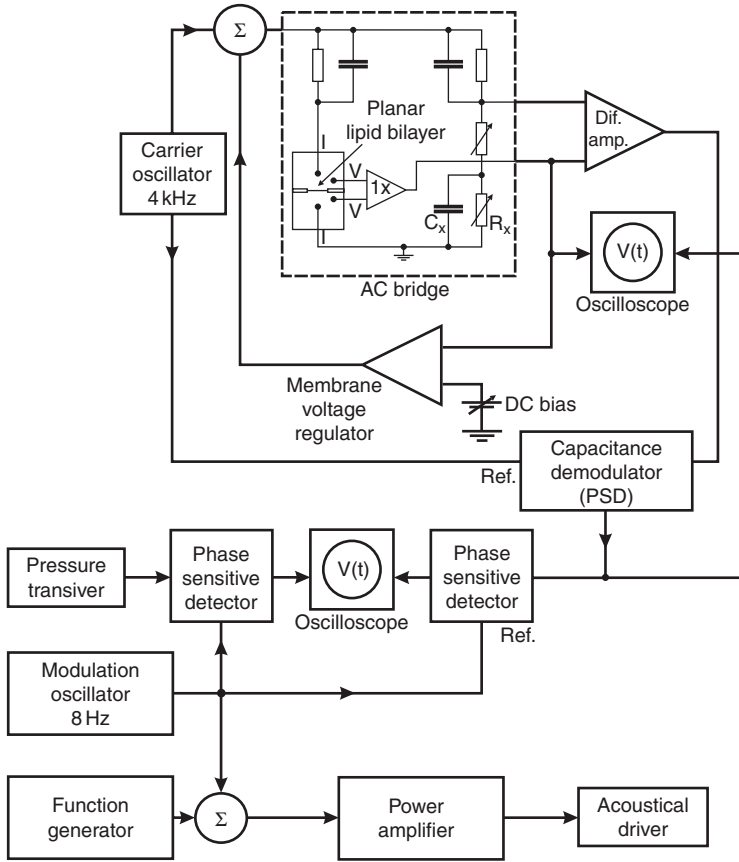 Σ
Carrier
oscillator
4 kHz
Planar
lipid bilayer
I
V
V
I
1x
Cx
Rx
AC bridge
Dif.
amp.
V(t)
Oscilloscope
Membrane
voltage
regulator
DC bias
Ref.
Capacitance
demodulator
(PSD)
Pressure
transiver
Phase
sensitive
detector
V(t)
Oscilloscope
Phase
sensitive
detector
Ref.
Modulation
oscillator
8 Hz
Function
generator
Σ
Power
amplifier
Acoustical
driver